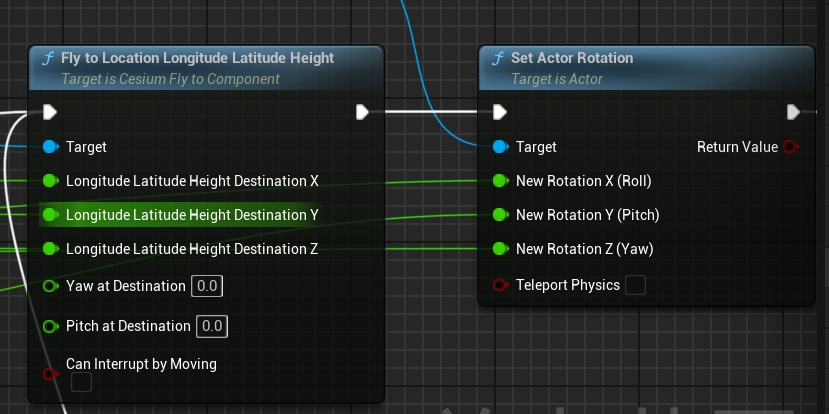 Fly to Location Longitude Latitude Height
Target is Cesium Fly to Component
Target
Longitude Latitude Height Destination X
Longitude Latitude Height Destination Y
Longitude Latitude Height Destination Z
Yaw at Destination 0.0
Pitch at Destination 0.0
Can Interrupt by Moving
Set Actor Rotation
Target is Actor
Target Return Value
New Rotation X (Roll)
New Rotation Y (Pitch)
New Rotation Z (Yaw)
Teleport Physics